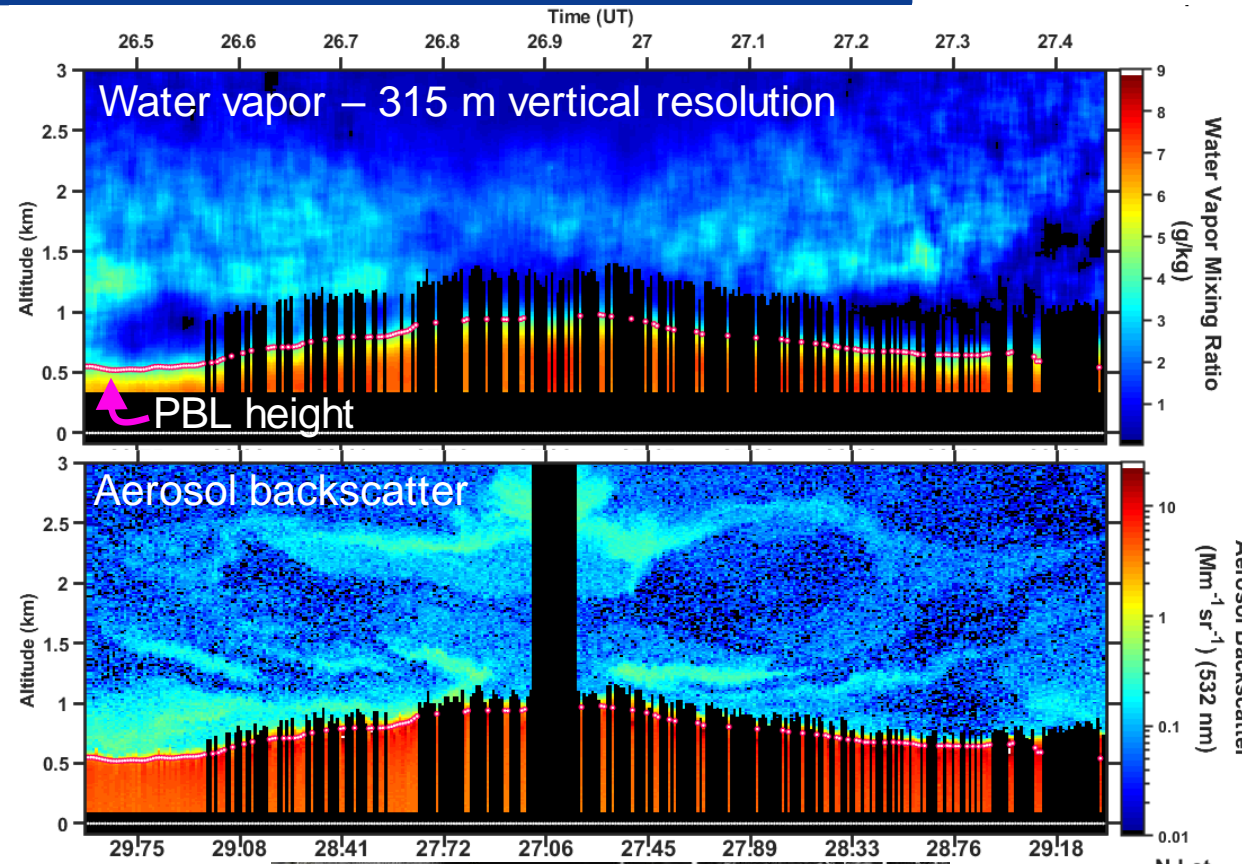 Time (UT)
26.5 26.6 26.7 26.8 26.9 27 27.1 27.2 27.3 27.4
Water vapor – 315 m vertical resolution
3
2.5
2
1.5
1
0.5
0
Altitude (km)
PBL height
9
8
7
6
5
4
3
2
1
Water Vapor Mixing Ratio
(g/kg)
Aerosol backscatter
3
2.5
2
1.5
1
0.5
0
Altitude (km)
10
1
0.1
0.01
Aerosol Backscatter
(Mm-1 sr-1) (532 nm)
29.75 29.08 28.41 27.72 27.06 27.45 27.89 28.33 28.76 29.18
N Lat